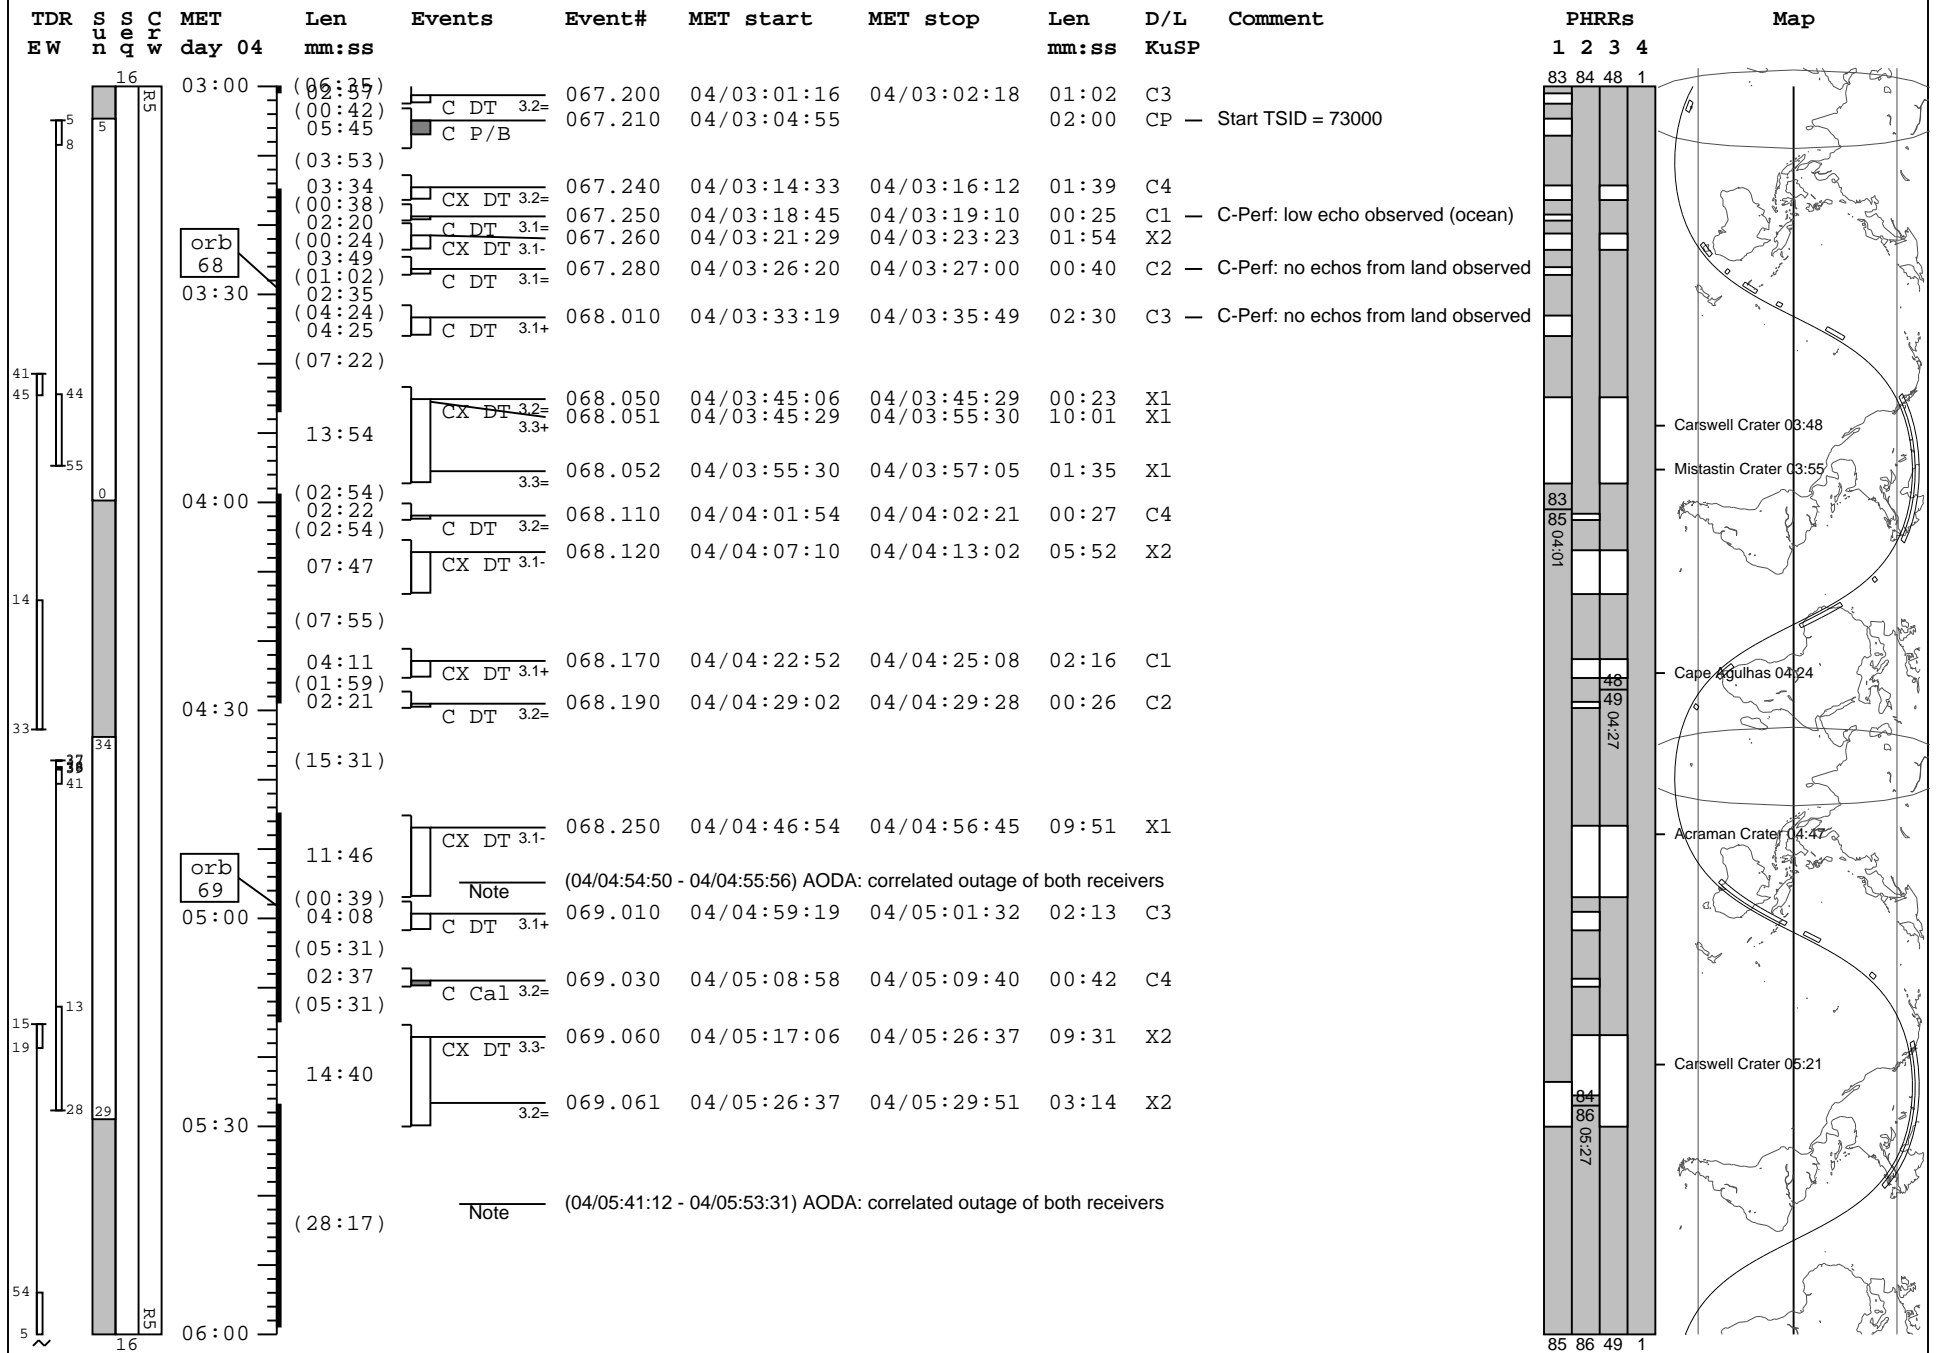 TDR Sun Seq Crw MET Len Events Event# MET start MET stop Len D/L Comment PHRRs Map
E W day 04 mm:ss mm:ss KuSP 1 2 3 4
16 83 84 48 1
03:00 (06:35) R5
02:57 C DT 3.2= 067.200 04/03:01:16 04/03:02:18 01:02 C3
(00:42)
5 5 05:45 C P/B 067.210 04/03:04:55 02:00 CP — Start TSID = 73000
8
(03:53)
03:34 CX DT 3.2= 067.240 04/03:14:33 04/03:16:12 01:39 C4
(00:38)
02:20 C DT 3.1= 067.250 04/03:18:45 04/03:19:10 00:25 C1 — C-Perf: low echo observed (ocean)
(00:24) CX DT 3.1- 067.260 04/03:21:29 04/03:23:23 01:54 X2
orb
68
03:49
(01:02) C DT 3.1= 067.280 04/03:26:20 04/03:27:00 00:40 C2 — C-Perf: no echos from land observed
03:30 02:35
(04:24)
04:25 C DT 3.1+ 068.010 04/03:33:19 04/03:35:49 02:30 C3 — C-Perf: no echos from land observed
(07:22)
41
45 44 CX DT 3.2= 068.050 04/03:45:06 04/03:45:29 00:23 X1
3.3+ 068.051 04/03:45:29 04/03:55:30 10:01 X1
13:54 Carswell Crater 03:48
55 3.3= 068.052 04/03:55:30 04/03:57:05 01:35 X1 Mistastin Crater 03:55
0 (02:54) 83
04:00 02:22 C DT 3.2= 068.110 04/04:01:54 04/04:02:21 00:27 C4 85 04:01
(02:54)
07:47 CX DT 3.1- 068.120 04/04:07:10 04/04:13:02 05:52 X2
14
(07:55)
04:11 CX DT 3.1+ 068.170 04/04:22:52 04/04:25:08 02:16 C1 Cape Agulhas 04:24
(01:59) 48
02:21 C DT 3.2= 068.190 04/04:29:02 04/04:29:28 00:26 C2 49 04:27
04:30
33 34
(15:31)
37
41
CX DT 3.1- 068.250 04/04:46:54 04/04:56:45 09:51 X1 Acraman Crater 04:47
11:46
orb
69
Note (04/04:54:50 - 04/04:55:56) AODA: correlated outage of both receivers
(00:39)
05:00 04:08 C DT 3.1+ 069.010 04/04:59:19 04/05:01:32 02:13 C3
(05:31)
02:37 C Cal 3.2= 069.030 04/05:08:58 04/05:09:40 00:42 C4
13 (05:31)
15
19 CX DT 3.3- 069.060 04/05:17:06 04/05:26:37 09:31 X2
14:40 Carswell Crater 05:21
28 29 3.2= 069.061 04/05:26:37 04/05:29:51 03:14 X2 84
05:30 86 05:27
Note (04/05:41:12 - 04/05:53:31) AODA: correlated outage of both receivers
(28:17)
54
5 R5 06:00
~ 16 85 86 49 1